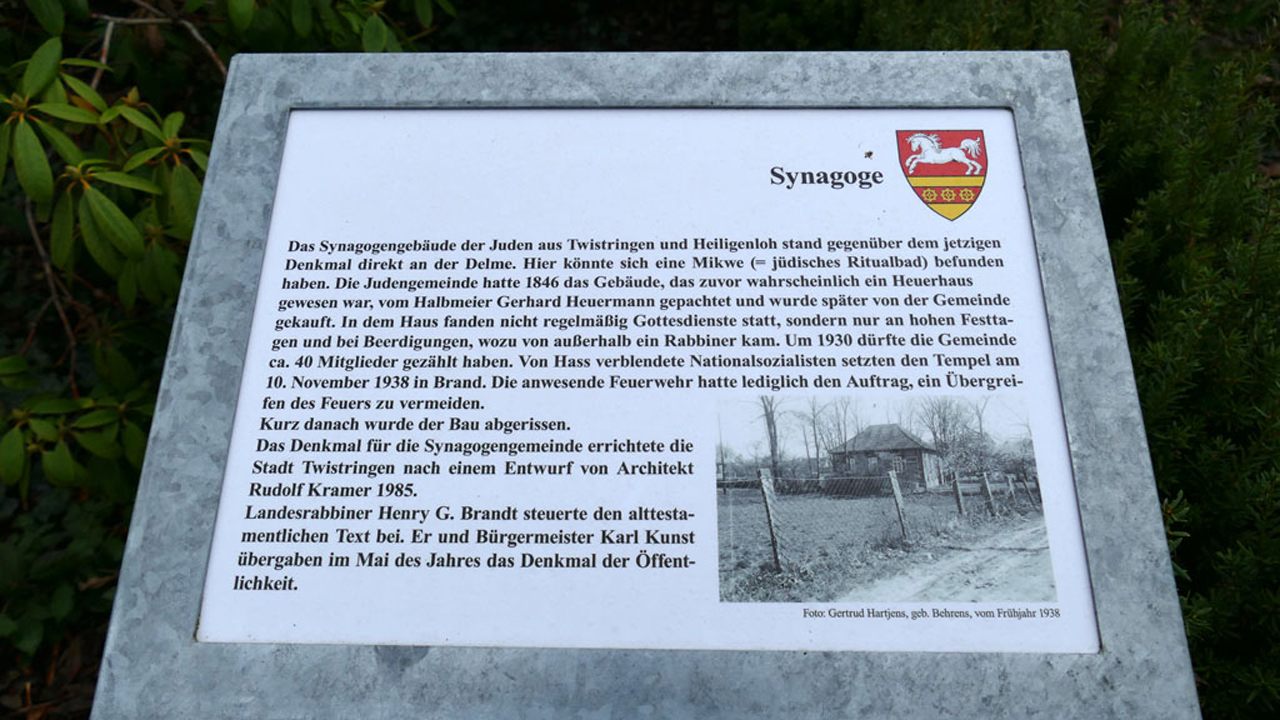 Synagoge
Das Synagogengebäude der Juden aus Twistringen und Heiligenloh stand gegenüber dem jetzigen
Denkmal direkt an der Delme. Hier könnte sich eine Mikwe (= jüdisches Ritualbad) befunden
haben. Die Judengemeinde hatte 1846 das Gebäude, das zuvor wahrscheinlich ein Heuerhaus
gewesen war, vom Halbmeier Gerhard Heuermann gepachtet und wurde später von der Gemeinde
gekauft. In dem Haus fanden nicht regelmäßig Gottesdienste statt, sondern nur an hohen Festta-
gen und bei Beerdigungen, wozu von außerhalb ein Rabbiner kam. Um 1930 dürfte die Gemeinde
ca. 40 Mitglieder gezählt haben. Von Hass verblendete Nationalsozialisten setzten den Tempel am
10. November 1938 in Brand. Die anwesende Feuerwehr hatte lediglich den Auftrag, ein Übergrei-
fen des Feuers zu vermeiden.
Kurz danach wurde der Bau abgerissen.
Das Denkmal für die Synagogengemeinde errichtete die
Stadt Twistringen nach einem Entwurf von Architekt
Rudolf Kramer 1985.
Landesrabbiner Henry G. Brandt steuerte den alttesta-
mentlichen Text bei. Er und Bürgermeister Karl Kunst
übergaben im Mai des Jahres das Denkmal der Öffent-
lichkeit.
Foto: Gertrud Hartjens, geb. Behrens, vom Frühjahr 1938